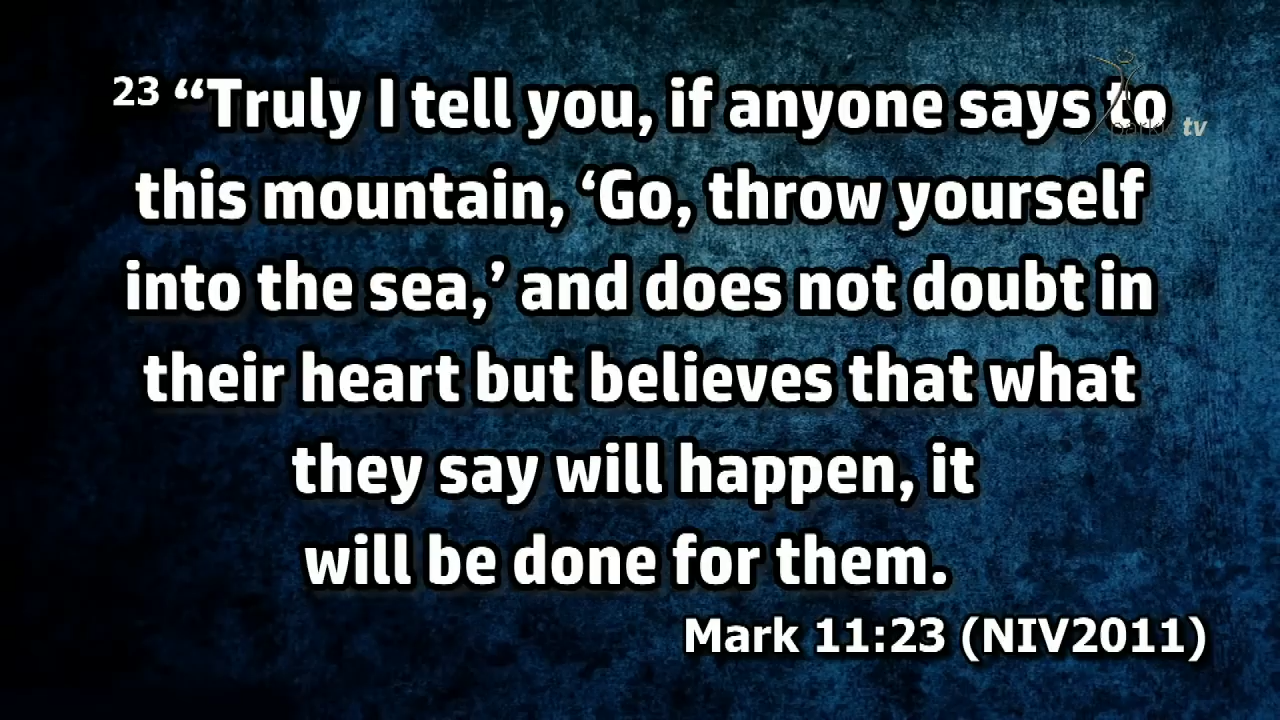 23 “Truly I tell you, if anyone says to
this mountain, ‘Go, throw yourself
into the sea,’ and does not doubt in
their heart but believes that what
they say will happen, it
will be done for them.
Mark 11:23 (NIV2011)
tv